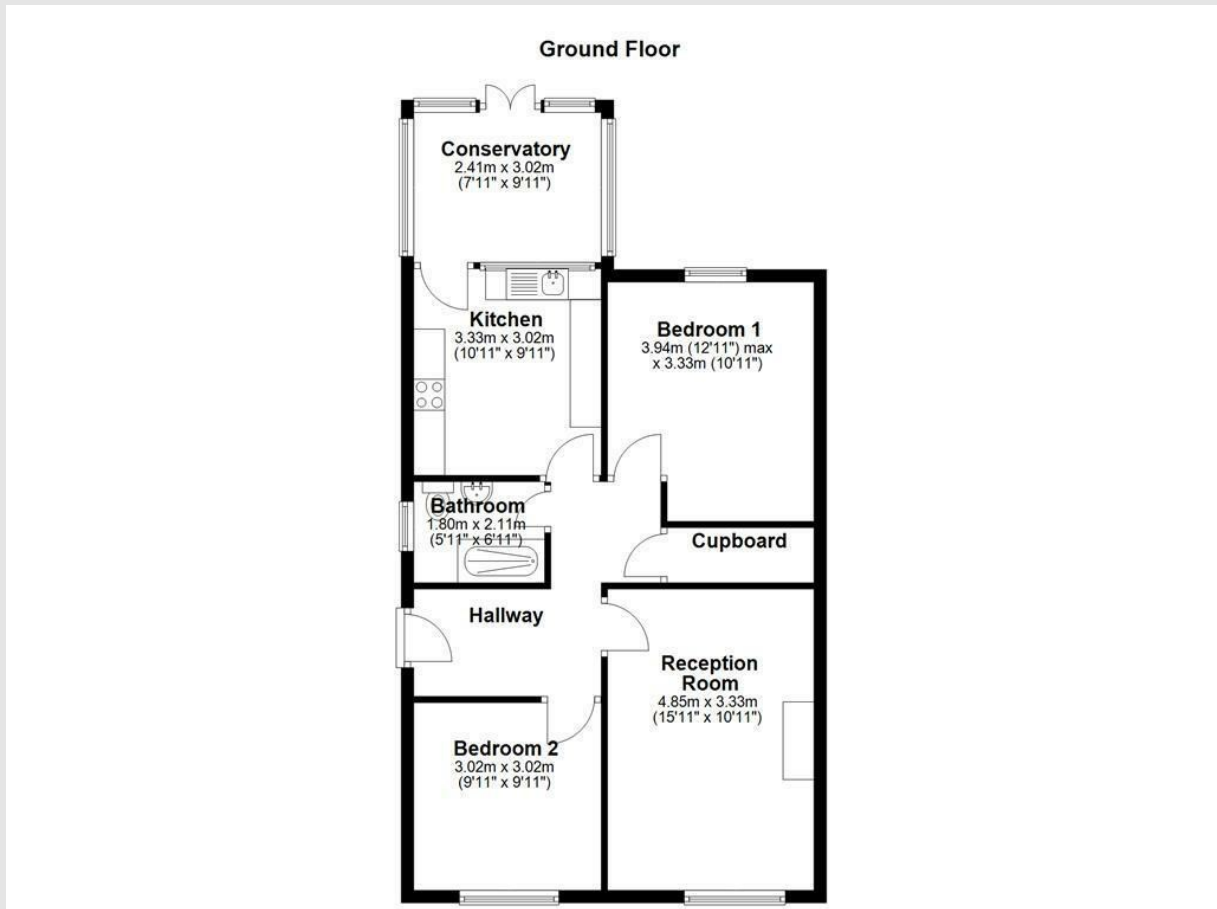 Ground Floor
Conservatory
2.41m x 3.02m
(7'11" x 9'11")
Kitchen
3.33m x 3.02m
(10'11" x 9'11")
Bedroom 1
3.94m (12'11") max
x 3.33m (10'11")
Bathroom
1.80m x 2.11m
(5'11" x 6'11")
Cupboard
Hallway
Reception
Room
4.85m x 3.33m
(15'11" x 10'11")
Bedroom 2
3.02m x 3.02m
(9'11" x 9'11")